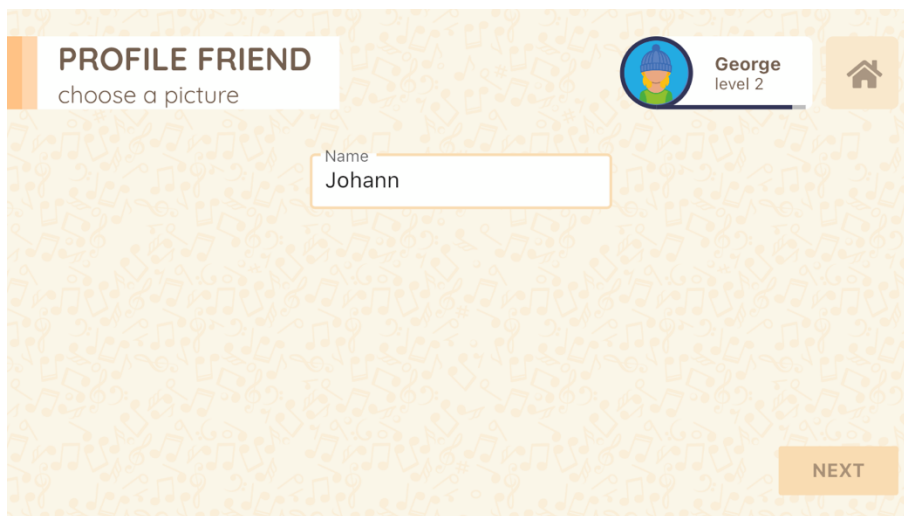 PROFILE FRIEND
choose a picture
George
level 2
Name
Johann
NEXT